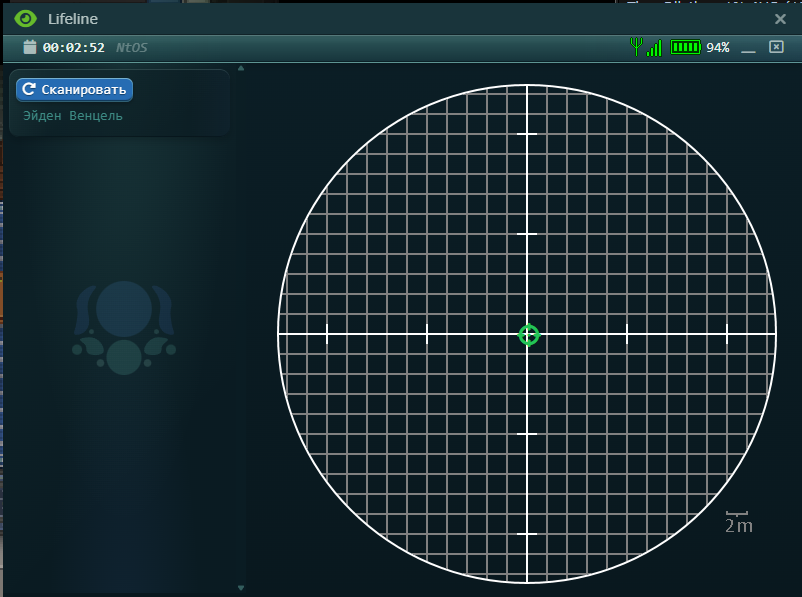 Lifeline
00:02:52 NtOS
94%
Сканировать
Эйден Венцель
2m